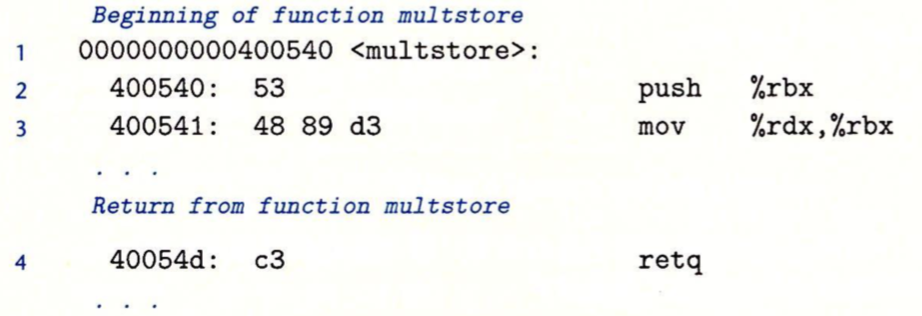 Beginning of function multstore
1 0000000000400540 <multstore>:
2 400540: 53 push %rbx
3 400541: 48 89 d3 mov %rdx,%rbx
. . .
Return from function multstore
4 40054d: c3 retq
. . .